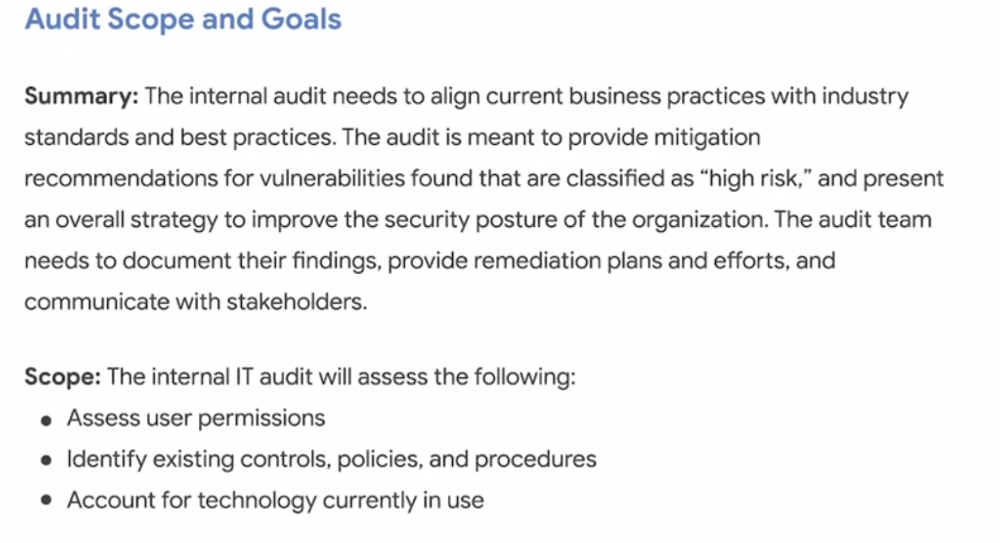 Audit Scope and Goals
Summary: The internal audit needs to align current business practices with industry
standards and best practices. The audit is meant to provide mitigation
recommendations for vulnerabilities found that are classified as “high risk,” and present
an overall strategy to improve the security posture of the organization. The audit team
needs to document their findings, provide remediation plans and efforts, and
communicate with stakeholders.
Scope: The internal IT audit will assess the following:
● Assess user permissions
● Identify existing controls, policies, and procedures
● Account for technology currently in use